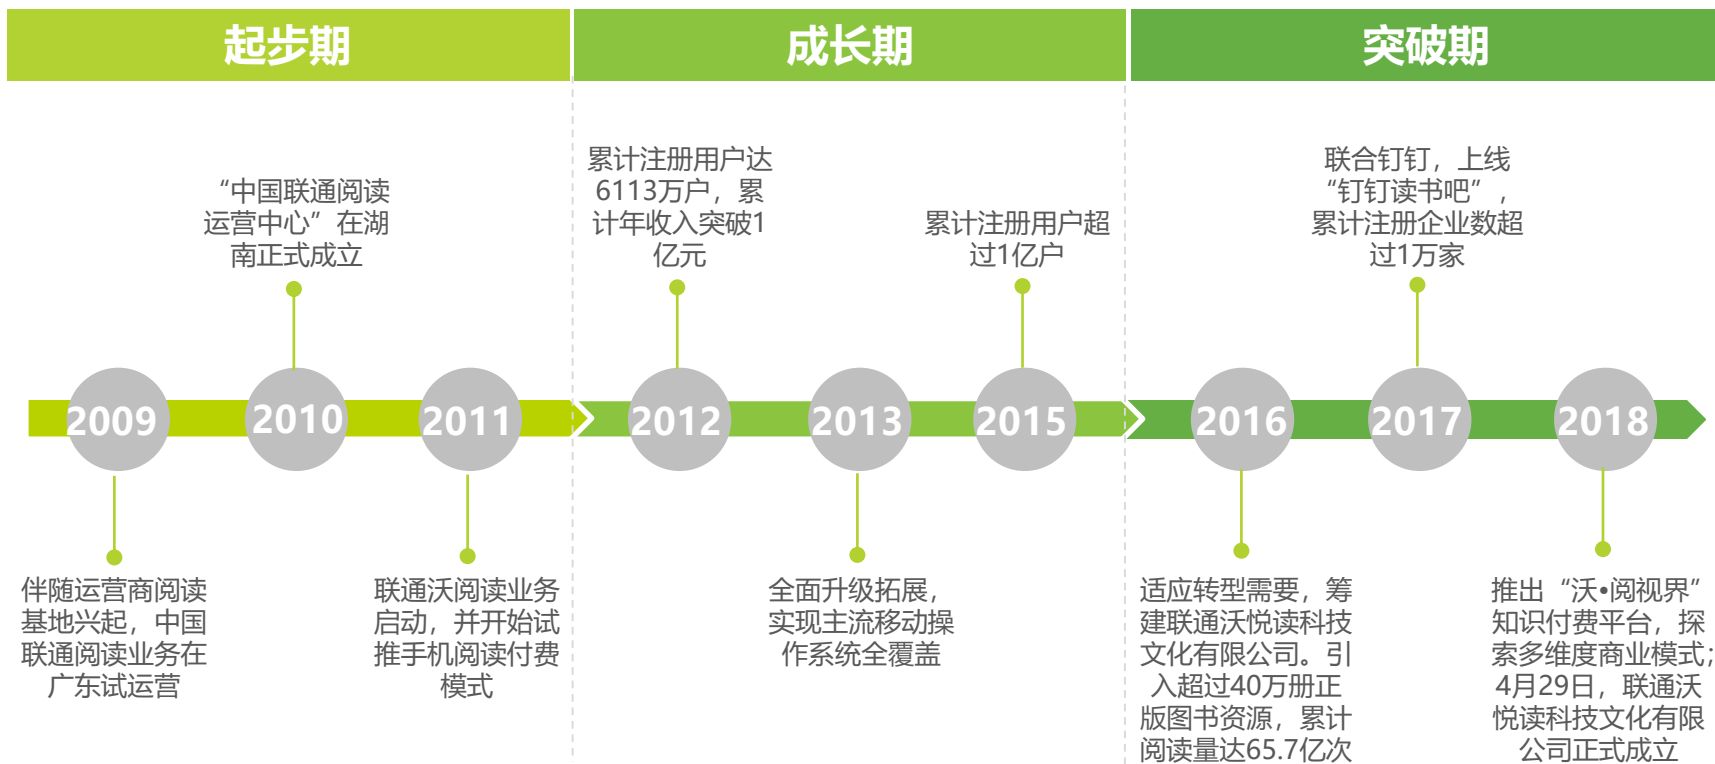 起步期
成长期
突破期
“中国联通阅读
运营中心”在湖
南正式成立
累计注册用户达
6113万户，累
计年收入突破1
亿元
累计注册用户超
过1亿户
联合钉钉，上线
“钉钉读书吧”，
累计注册企业数超
过1万家
2009
2010
2011
2012
2013
2015
2016
2017
2018
伴随运营商阅读
基地兴起，中国
联通阅读业务在
广东试运营
联通沃阅读业务
启动，并开始试
推手机阅读付费
模式
全面升级拓展，
实现主流移动操
作系统全覆盖
适应转型需要，筹
建联通沃悦读科技
文化有限公司。引
入超过40万册正
版图书资源，累计
阅读量达65.7亿次
推出“沃•阅视界”
知识付费平台，探
索多维度商业模式；
4月29日，联通沃
悦读科技文化有限
公司正式成立